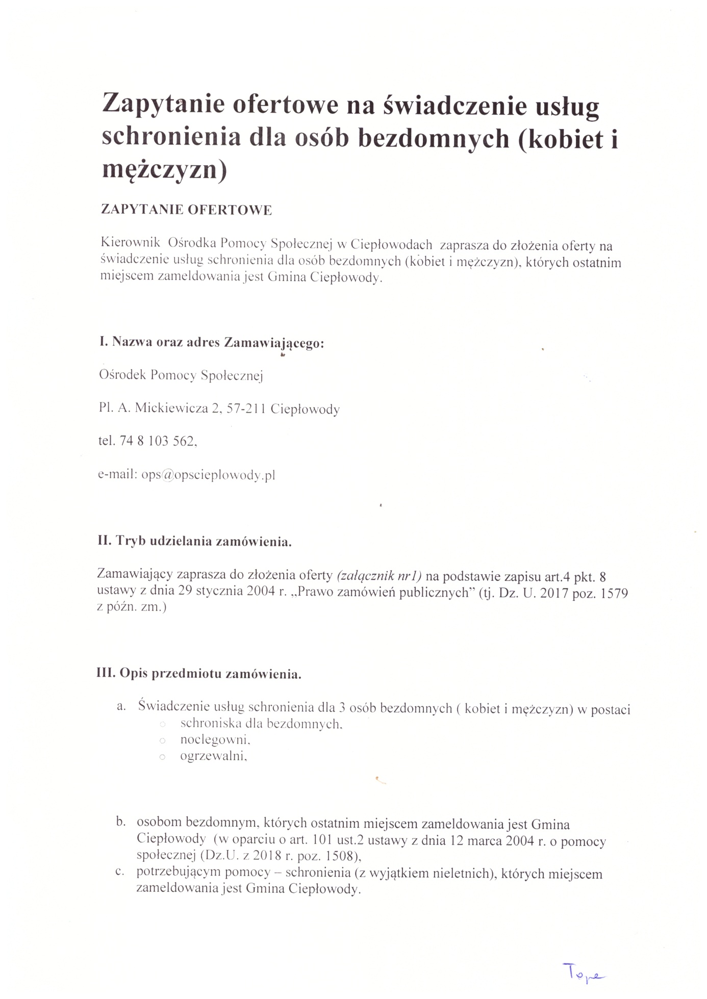 Zapytanie ofertowe na świadczenie usług
schronienia dla osób bezdomnych (kobiet i
mężczyzn)
ZAPYTANIE OFERTOWE
Kierownik Ośrodka Pomocy Społecznej w Ciepłowodach zaprasza do złożenia oferty na
świadczenie usług schronienia dla osób bezdomnych (kobiet i mężczyzn), których ostatnim
miejscem zameldowania jest Gmina Ciepłowody.
I. Nazwa oraz adres Zamawiającego:
Ośrodek Pomocy Społecznej
Pl. A. Mickiewicza 2, 57-211 Ciepłowody
tel. 74 8 103 562,
e-mail: ops@opscieplowody.pl
II. Tryb udzielania zamówienia.
Zamawiający zaprasza do złożenia oferty (załącznik nr1) na podstawie zapisu art.4 pkt. 8
ustawy z dnia 29 stycznia 2004 r. „Prawo zamówień publicznych” (tj. Dz. U. 2017 poz. 1579
z późn. zm.)
III. Opis przedmiotu zamówienia.
a. Świadczenie usług schronienia dla 3 osób bezdomnych ( kobiet i mężczyzn) w postaci
○ schroniska dla bezdomnych,
○ noclegowni,
○ ogrzewalni,
b. osobom bezdomnym, których ostatnim miejscem zameldowania jest Gmina
Ciepłowody (w oparciu o art. 101 ust.2 ustawy z dnia 12 marca 2004 r. o pomocy
społecznej (Dz.U. z 2018 r. poz. 1508),
c. potrzebującym pomocy – schronienia (z wyjątkiem nieletnich), których miejscem
zameldowania jest Gmina Ciepłowody.